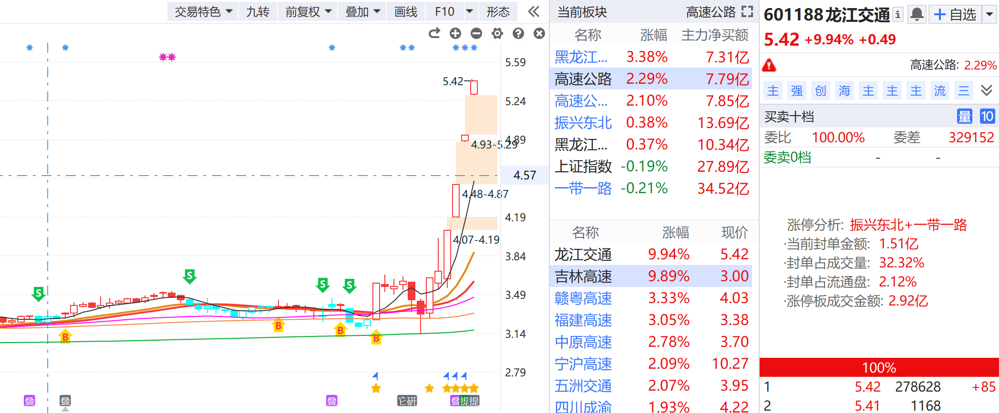 交易特色 九转 前复权 叠加 画线 F10 形态
5.59
5.24
4.89
4.57
4.19
3.84
3.49
3.14
2.79
5.42
4.93-5.29
4.48-4.87
4.07-4.19
S
S
S
S
B
B
B
B
叠 叠 叠 它研 叠 提 提
当前板块 高速公路
名称 涨幅 主力净买额
黑龙江... 3.38% 7.31亿
高速公路 2.29% 7.79亿
高速公... 2.10% 7.85亿
振兴东北 0.38% 13.69亿
黑龙江... 0.37% 10.34亿
上证指数 -0.19% 27.89亿
一带一路 -0.21% 34.52亿
名称 涨幅 现价
龙江交通 9.94% 5.42
吉林高速 9.89% 3.00
赣粤高速 3.33% 4.03
福建高速 3.05% 3.38
中原高速 2.78% 3.70
宁沪高速 2.09% 10.27
五洲交通 2.07% 3.95
四川成渝 1.93% 4.22
601188 龙江交通 i 自选
5.42 +9.94% +0.49
高速公路: 2.29%
主 强 创 海 主 主 主 流 三
买卖十档 量 10
委比 100.00% 委差 329152
委卖0档 - -
涨停分析: 振兴东北+一带一路
·当前封单金额: 1.51亿
·封单占成交量: 32.32%
·封单占流通盘: 2.12%
·涨停板成交金额: 2.92亿
100%
1 5.42 278628 +85
2 5.41 1168